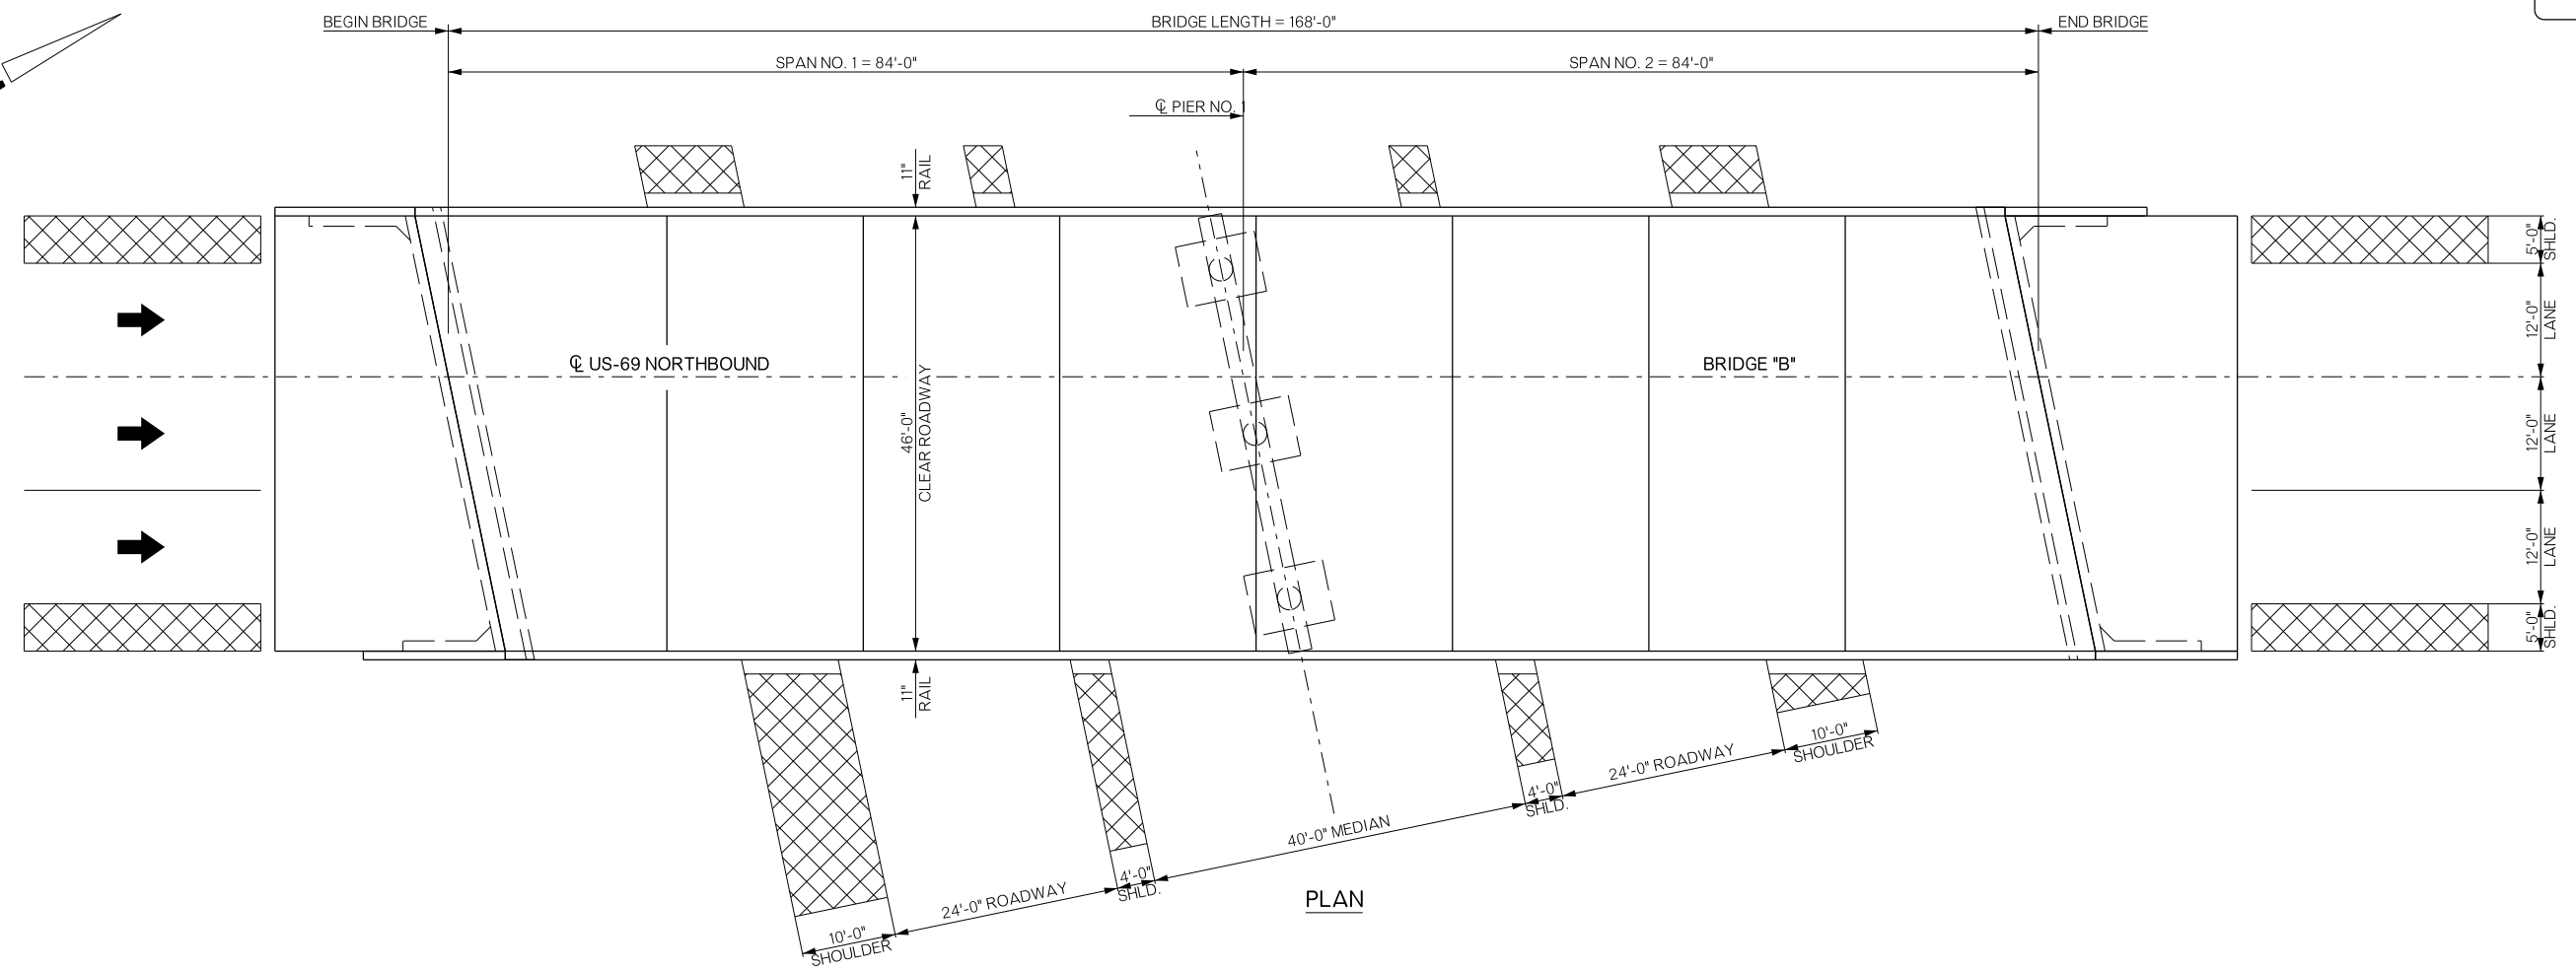 BEGIN BRIDGE
BRIDGE LENGTH = 168'-0"
END BRIDGE
SPAN NO. 1 = 84'-0"
SPAN NO. 2 = 84'-0"
℄ PIER NO. 1
11"
RAIL
5'-0"
SHLD.
12'-0"
LANE
℄ US-69 NORTHBOUND
BRIDGE "B"
46'-0"
CLEAR ROADWAY
12'-0"
LANE
12'-0"
LANE
5'-0"
SHLD.
11"
RAIL
10'-0"
SHOULDER
24'-0" ROADWAY
4'-0"
SHLD.
40'-0" MEDIAN
4'-0"
SHLD.
24'-0" ROADWAY
10'-0"
SHOULDER
PLAN